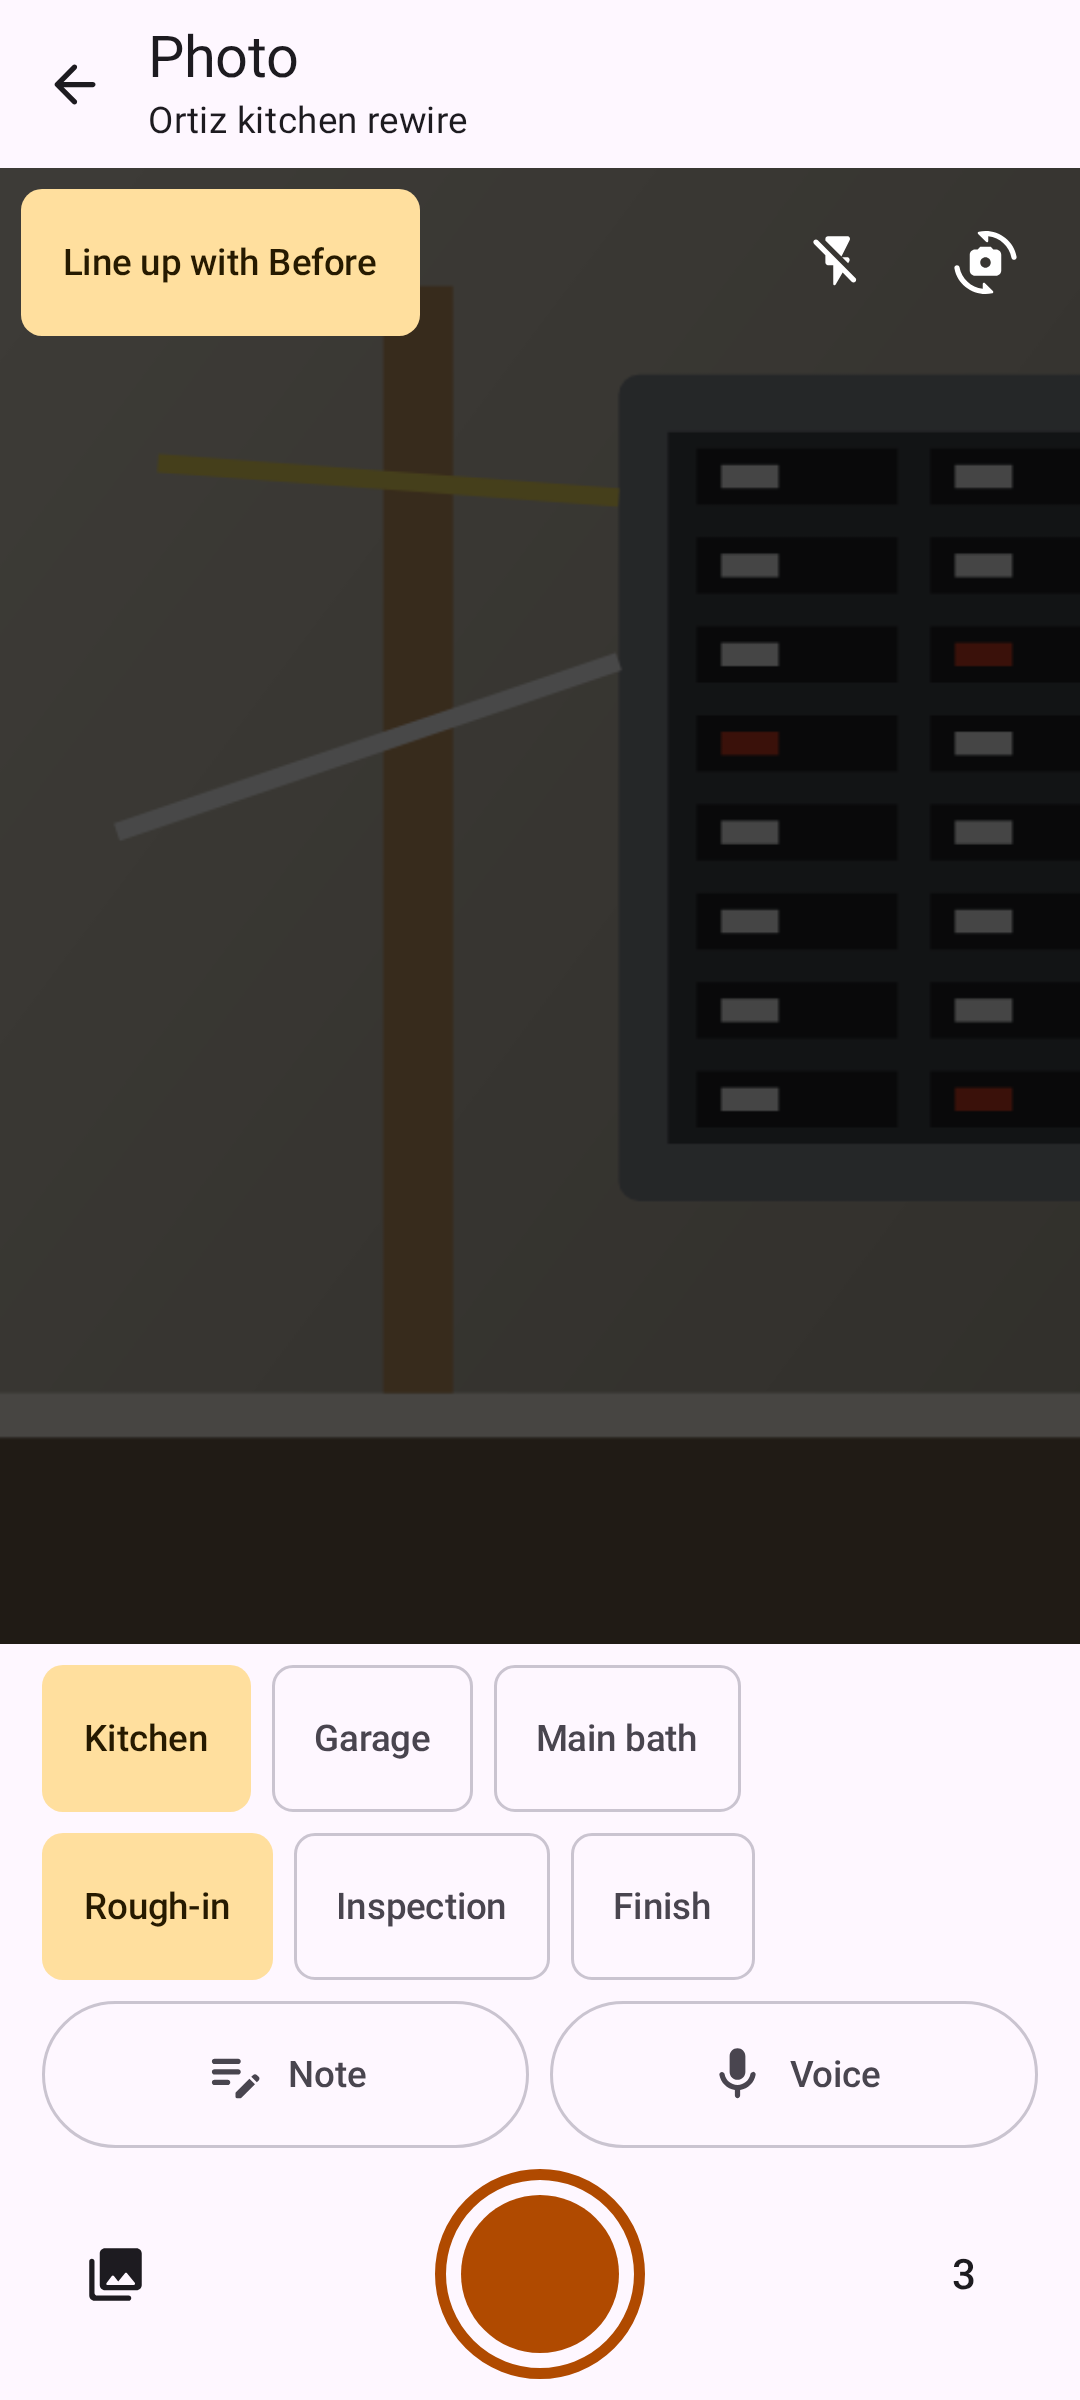 Photo
Ortiz kitchen rewire
Line up with Before
Kitchen
Garage
Main bath
Rough-in
Inspection
Finish
Note
Voice
3